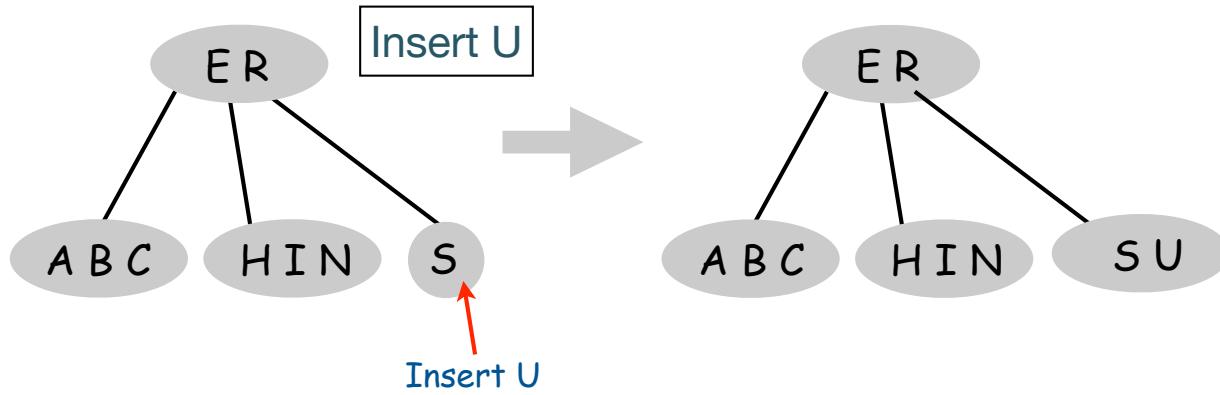 E R
Insert U
E R
A B C
H I N
S
A B C
H I N
S U
Insert U